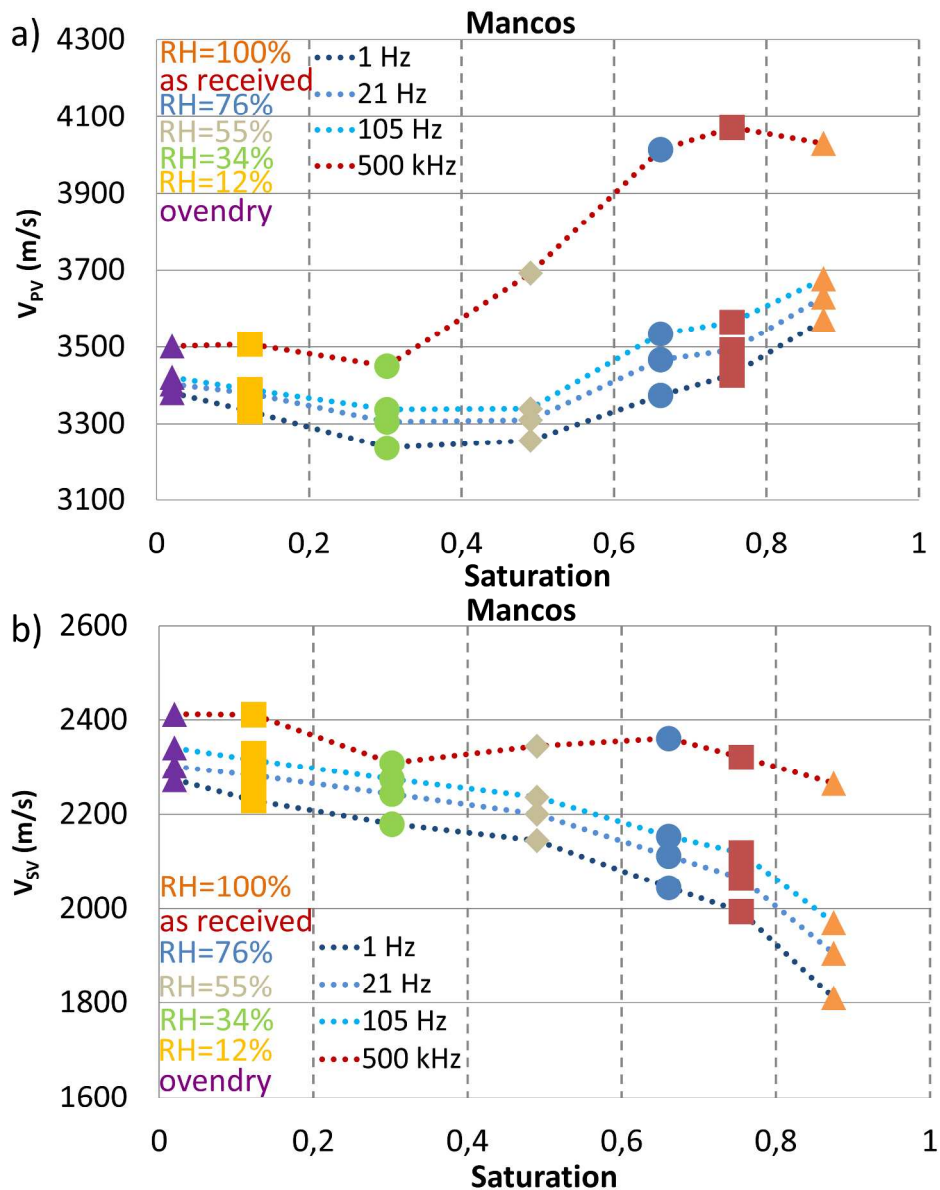 a)
Mancos
4300
4100
3900
3700
3500
3300
3100
V_PV (m/s)
RH=100%
as received
RH=76%
RH=55%
RH=34%
RH=12%
ovendry
1 Hz
21 Hz
105 Hz
500 kHz
0 0,2 0,4 0,6 0,8 1
Saturation
b)
Mancos
2600
2400
2200
2000
1800
1600
V_SV (m/s)
RH=100%
as received
RH=76%
RH=55%
RH=34%
RH=12%
ovendry
1 Hz
21 Hz
105 Hz
500 kHz
0 0,2 0,4 0,6 0,8 1
Saturation